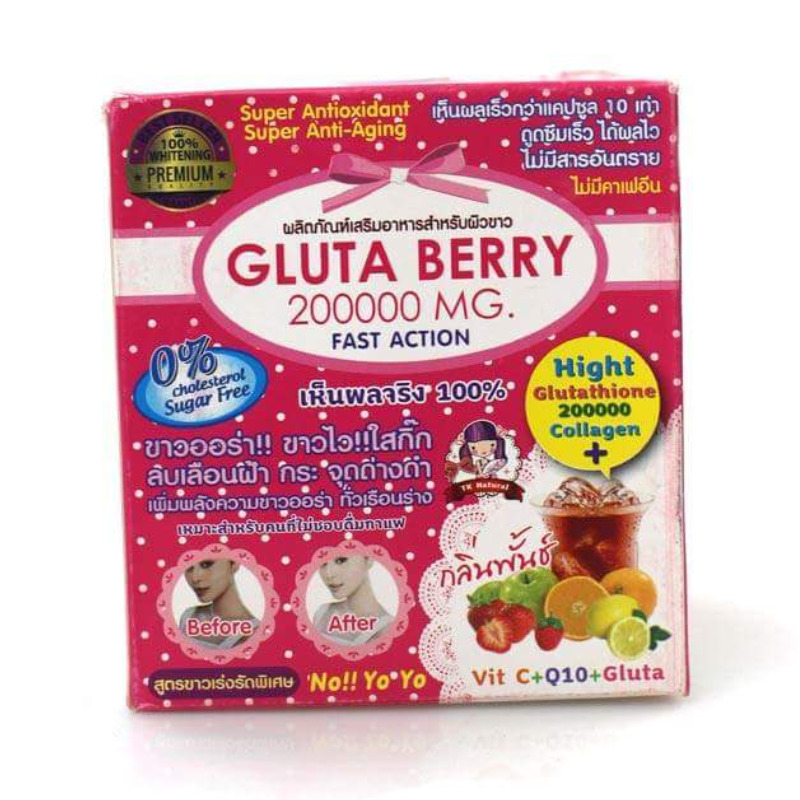 Super Antioxidant
Super Anti-Aging
เห็นผลเร็วกว่าแคปซูล 10 เท่า
ดูดซึมเร็ว ได้ผลไว
ไม่มีสารอันตราย
ไม่มีคาเฟอีน
BEST SELLER
100%
WHITENING
PREMIUM
QUALITY
ผลิตภัณฑ์เสริมอาหารสำหรับผิวขาว
GLUTA BERRY
200000 MG.
FAST ACTION
0%
cholesterol
Sugar Free
เห็นพลจริง 100%
Hight
Glutathione
200000
Collagen
+
ขาวออร่า!! ขาวไว!!ใสกิ๊ก
ลบเลือนฝ้า กระ จุดด่างดำ
เพิ่มพลังความขาวออร่า ทั่วเรือนร่าง
เหมาะสำหรับคนที่ไม่ชอบดื่มกาแฟ
TK Natural
กลิ่นพั้นช์
Before
After
สูตรขาวเร่งรัดพิเศษ
No!! Yo Yo
Vit C+Q10+Gluta